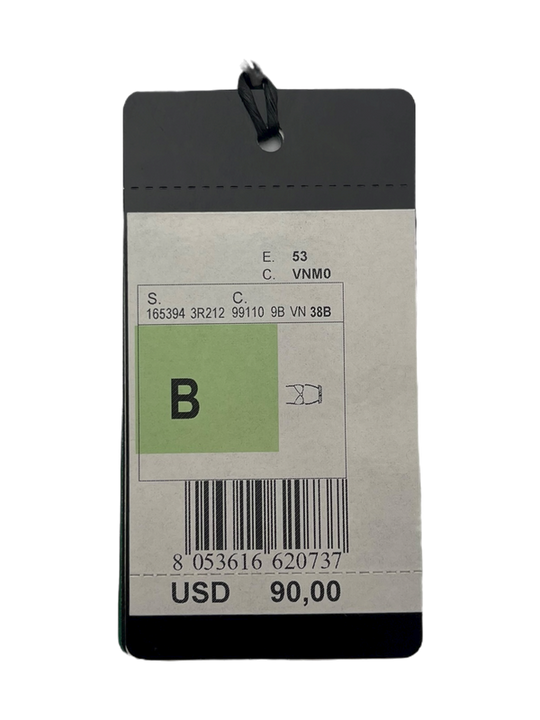 E. 53
C. VNM0
S. C.
165394 3R212 99110 9B VN 38B
B
8 053616 620737
USD 90,00